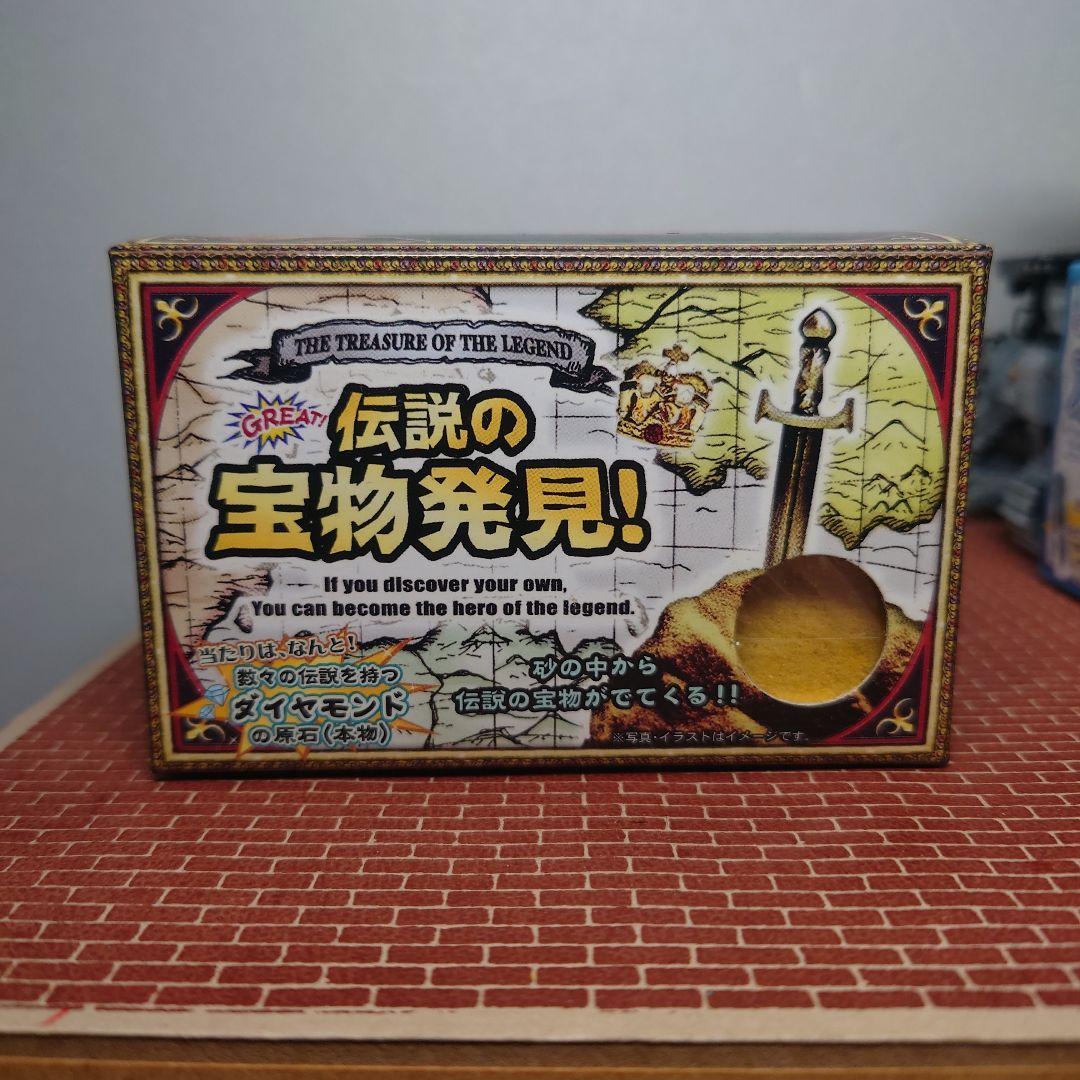 THE TREASURE OF THE LEGEND
GREAT!
伝説の
宝物発見!
If you discover your own,
You can become the hero of the legend.
当たりは、なんと!
数々の伝説を持つ
ダイヤモンド
の原石(本物)
砂の中から
伝説の宝物がでてくる!!
※写真・イラストはイメージです。